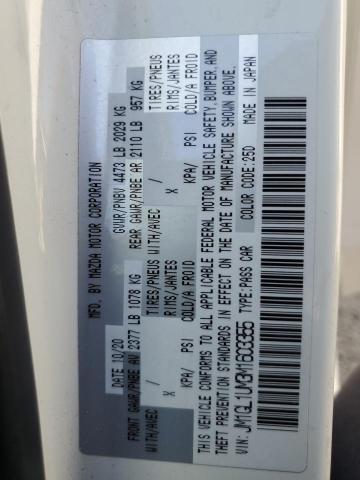 MFD. BY MAZDA MOTOR CORPORATION
DATE 10/20 GVWR/PNBV 4473 LB 2029 KG
FRONT GAWR/PNBE AV 2377 LB 1078 KG REAR GAWR/PNBE AR 2110 LB 957 KG
WITH/AVEC TIRES/PNEUS WITH/AVEC TIRES/PNEUS
/ X RIMS/JANTES / X RIMS/JANTES
KPA/ PSI COLD/A FROID KPA/ PSI COLD/A FROID
THIS VEHICLE CONFORMS TO ALL APPLICABLE FEDERAL MOTOR VEHICLE SAFETY,BUMPER,AND
THEFT PREVENTION STANDARDS IN EFFECT ON THE DATE OF MANUFACTURE SHOWN ABOVE.
VIN: JM1GL1UM3M1603365 TYPE:PASS CAR COLOR CODE:25D MADE IN JAPAN